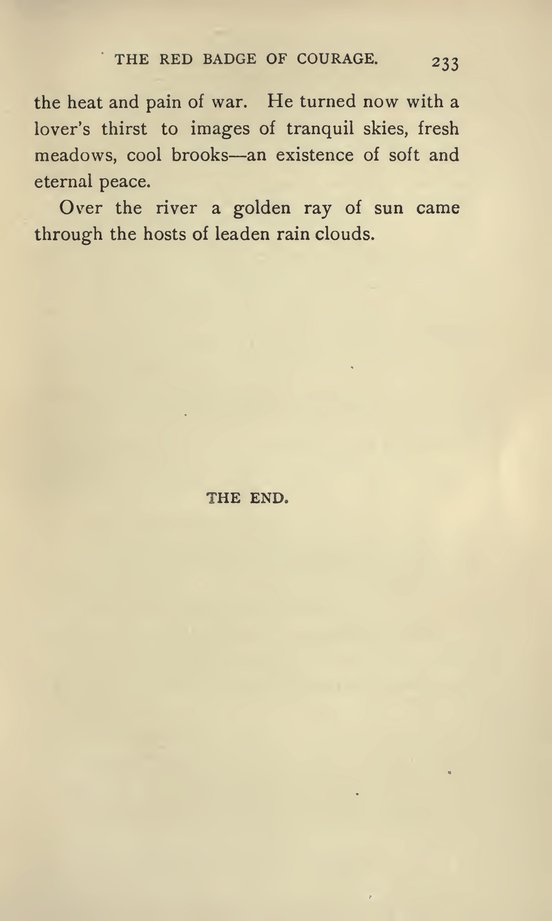 THE RED BADGE OF COURAGE. 233
the heat and pain of war. He turned now with a
lover's thirst to images of tranquil skies, fresh
meadows, cool brooks—an existence of soft and
eternal peace.
Over the river a golden ray of sun came
through the hosts of leaden rain clouds.
THE END.